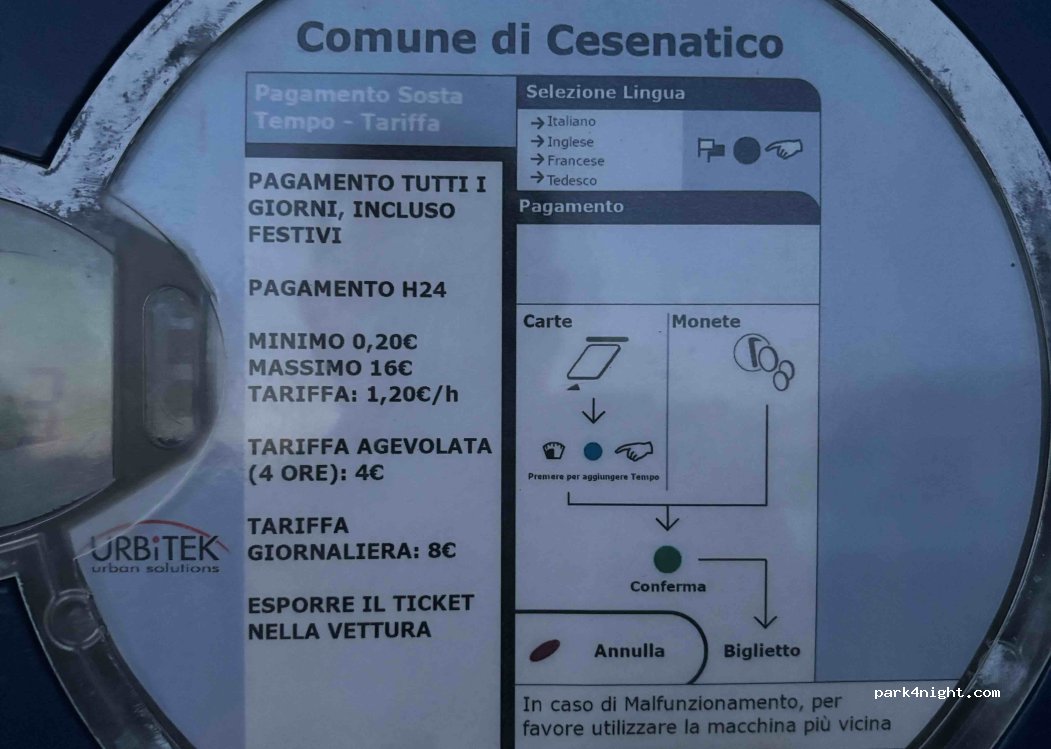 Comune di Cesenatico
Pagamento Sosta
Tempo - Tariffa
PAGAMENTO TUTTI I
GIORNI, INCLUSO
FESTIVI
PAGAMENTO H24
MINIMO 0,20€
MASSIMO 16€
TARIFFA: 1,20€/h
TARIFFA AGEVOLATA
(4 ORE): 4€
TARIFFA
GIORNALIERA: 8€
ESPORRE IL TICKET
NELLA VETTURA
URBiTEK
urban solutions
Selezione Lingua
Italiano
Inglese
Francese
Tedesco
Pagamento
Carte
Monete
Premere per aggiungere Tempo
Conferma
Annulla
Biglietto
In caso di Malfunzionamento, per
favore utilizzare la macchina più vicina
park4night.com